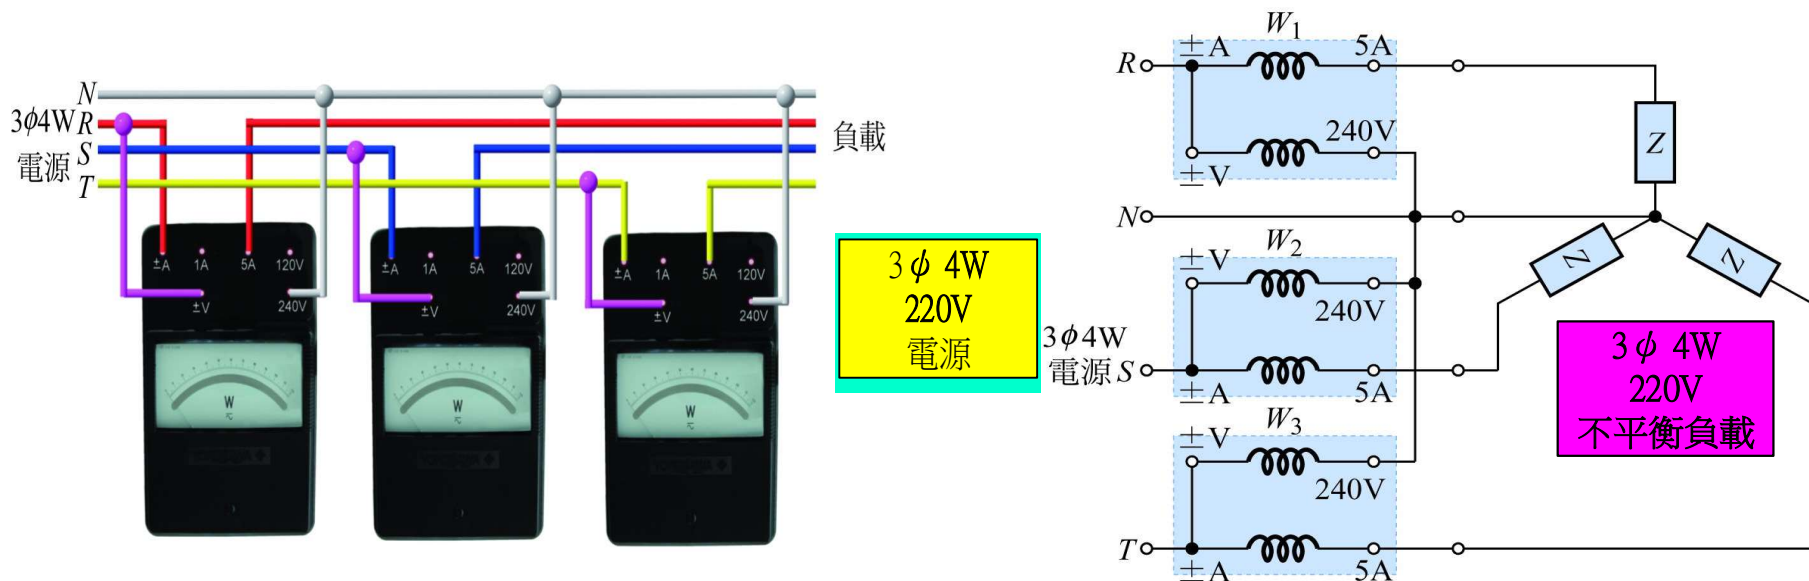 N
3φ4W R
電源 S
T
負載
±A 1A 5A 120V
±V 240V
W
±A 1A 5A 120V
±V 240V
W
±A 1A 5A 120V
±V 240V
W
3φ 4W
220V
電源
W1
±A 5A
R
240V
±V
Z
N
W2
±V
240V
Z Z
3φ4W
電源 S
±A 5A
W3
±V
240V
T
±A 5A
3φ 4W
220V
不平衡負載